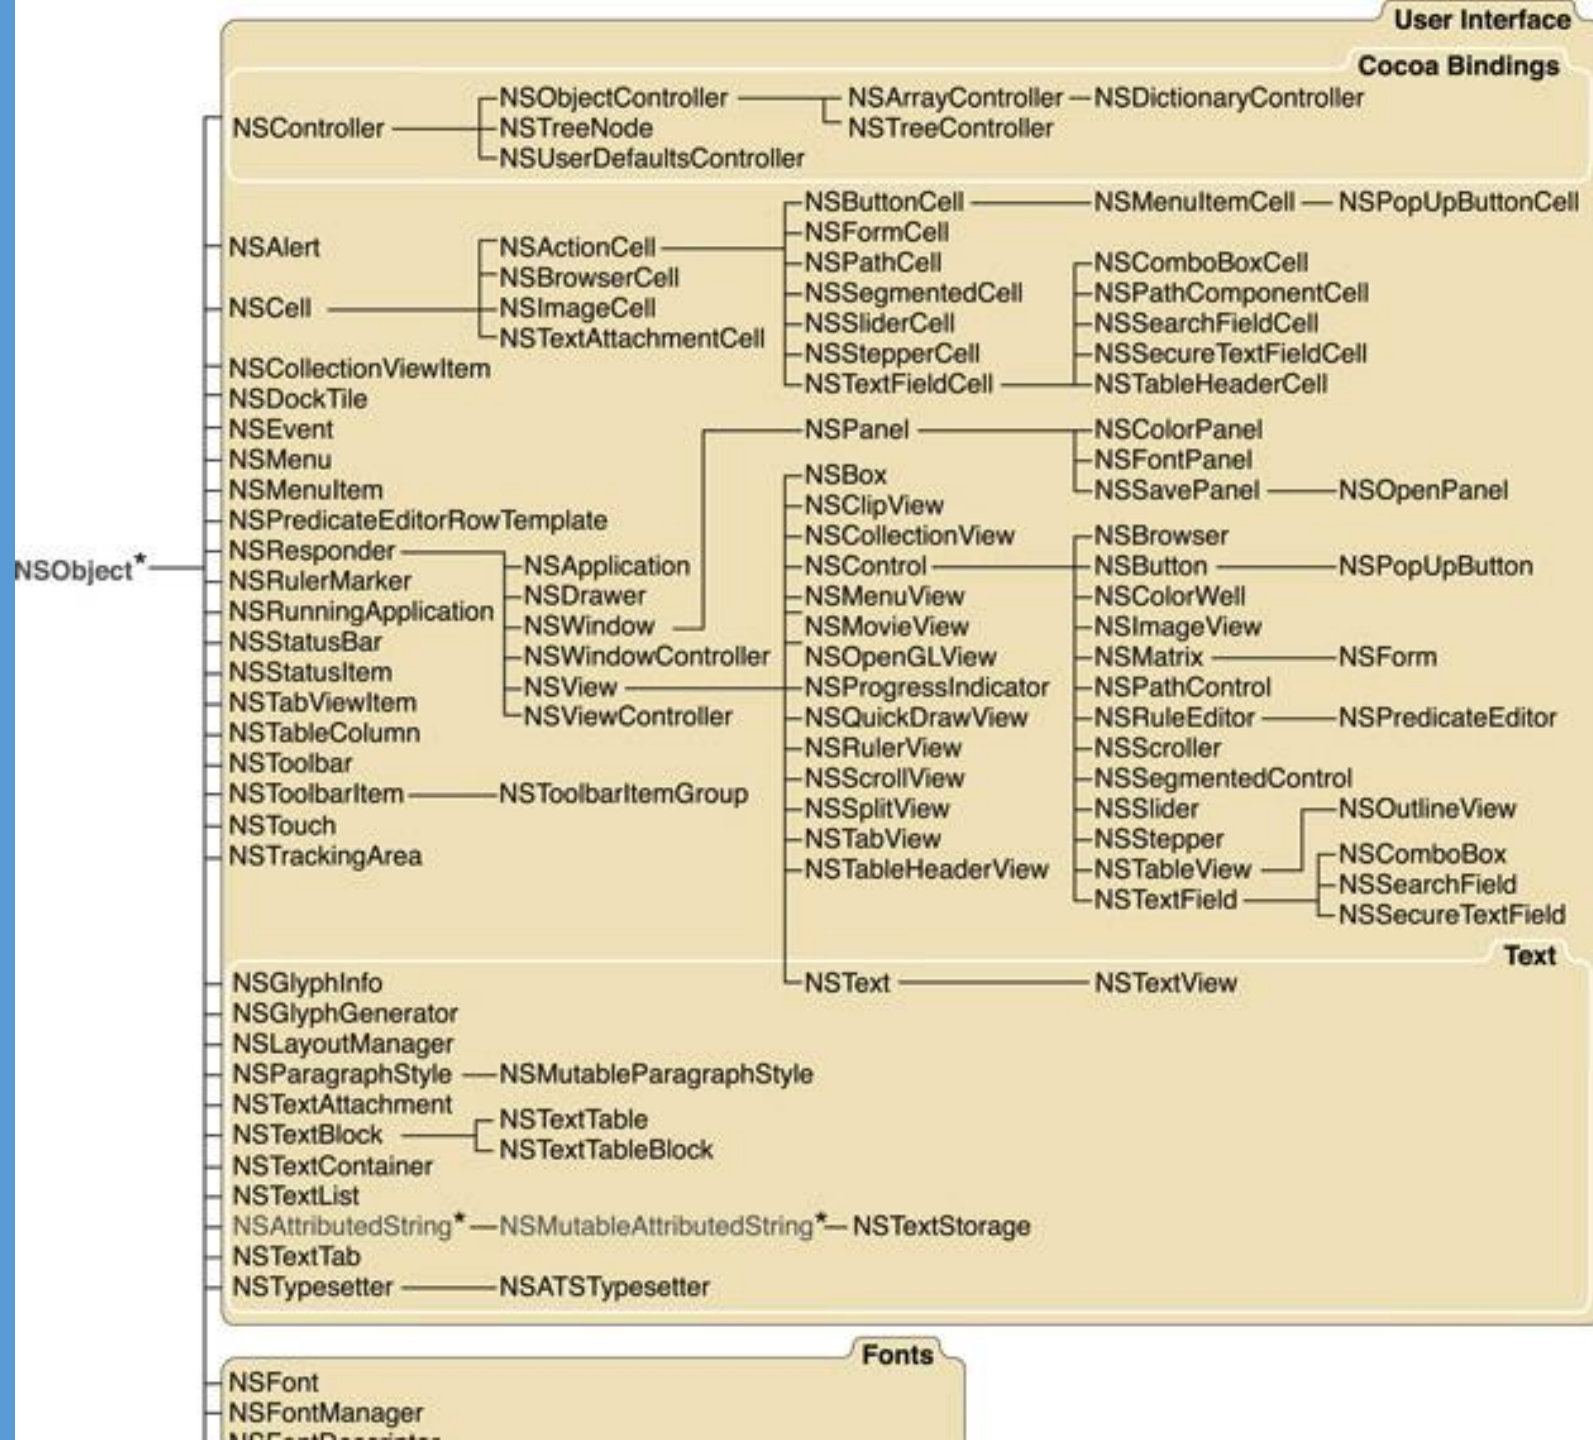 User Interface
Cocoa Bindings
NSObjectController NSArrayController NSDictionaryController
NSController NSTreeNode NSTreeController
NSUserDefaultsController
NSButtonCell NSMenuItemCell NSPopUpButtonCell
NSFormCell
NSAlert NSActionCell
NSPathCell NSComboBoxCell
NSBrowserCell
NSSegmentedCell NSPathComponentCell
NSCell NSImageCell
NSSliderCell NSSearchFieldCell
NSTextAttachmentCell
NSStepperCell NSSecureTextFieldCell
NSCollectionViewItem
NSTextFieldCell NSTableHeaderCell
NSDockTile
NSEvent NSPanel NSColorPanel
NSMenu NSFontPanel
NSBox
NSMenuItem NSSavePanel NSOpenPanel
NSClipView
NSPredicateEditorRowTemplate
NSCollectionView NSBrowser
NSResponder
NSObject* NSApplication NSControl NSButton NSPopUpButton
NSRulerMarker
NSDrawer NSMenuView NSColorWell
NSRunningApplication
NSWindow NSMovieView NSImageView
NSStatusBar
NSWindowController NSOpenGLView NSMatrix NSForm
NSStatusItem
NSView NSProgressIndicator NSPathControl
NSTabViewItem
NSViewController NSQuickDrawView NSRuleEditor NSPredicateEditor
NSTableColumn
NSRulerView NSScroller
NSToolbar
NSScrollView NSSegmentedControl
NSToolbarItem NSToolbarItemGroup
NSSplitView NSSlider NSOutlineView
NSTouch
NSTabView NSStepper
NSTrackingArea NSComboBox
NSTableHeaderView NSTableView
NSSearchField
NSTextField
NSSecureTextField
Text
NSGlyphInfo NSText NSTextView
NSGlyphGenerator
NSLayoutManager
NSParagraphStyle NSMutableParagraphStyle
NSTextAttachment
NSTextTable
NSTextBlock
NSTextTableBlock
NSTextContainer
NSTextList
NSAttributedString* NSMutableAttributedString* NSTextStorage
NSTextTab
NSTypesetter NSATSTypesetter
Fonts
NSFont
NSFontManager